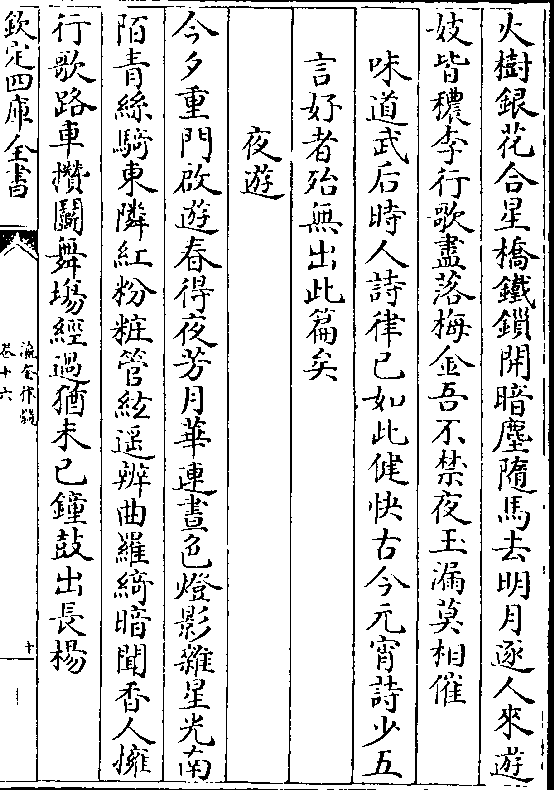 火樹銀花合星橋鐵鎖開暗塵隨馬去明月逐人來遊
妓皆穠李行歌盡落梅金吾不禁夜玉漏莫相催
味道武后時人詩律已如此健快古今元宵詩少五
言好者殆無出此篇矣
夜遊
今夕重門啟遊春得夜芳月華連晝色燈影雜星光南
陌青絲騎東隣紅粉粧管絃遥辨曲羅綺暗聞香人擁
行歌路車攅鬭舞塲經過猶未已鐘鼓出長楊
欽定四庫全書
瀛奎律髓
卷十六
十